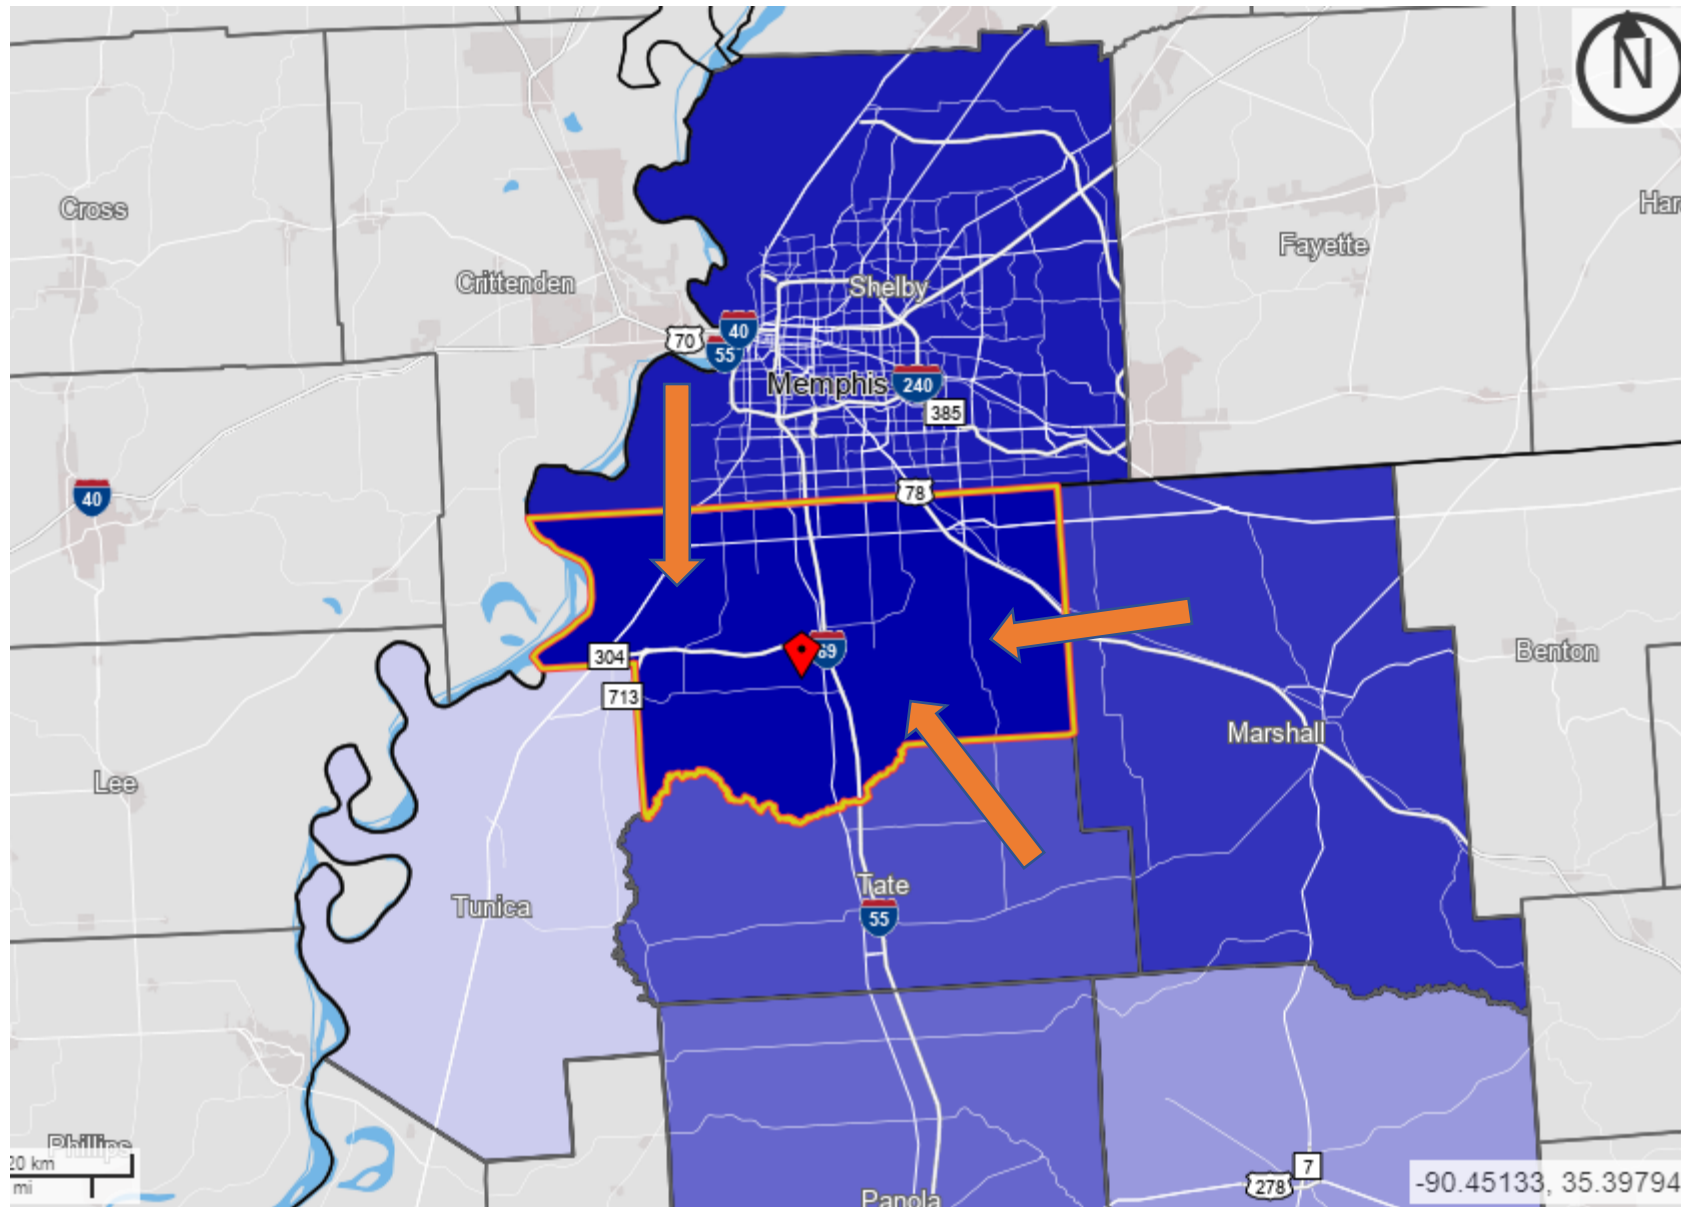 N
Cross
Har
Fayette
Crittenden
Shelby
40
70
55
Memphis
240
385
40
78
Benton
304
69
713
Marshall
Lee
Tate
Tunica
55
Phillips
20 km
mi
7
278
-90.45133, 35.39794
Panola